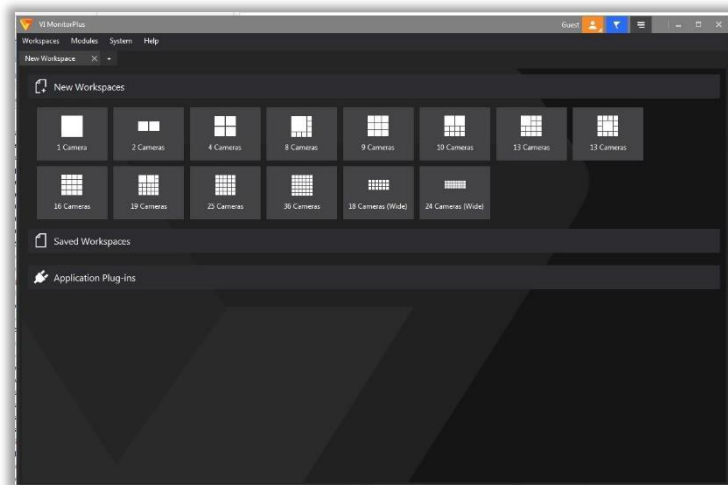 VI MonitorPlus
Guest
Workspaces Modules System Help
New Workspace
New Workspaces
1 Camera 2 Cameras 4 Cameras 8 Cameras 9 Cameras 10 Cameras 13 Cameras 13 Cameras
16 Cameras 19 Cameras 25 Cameras 36 Cameras 18 Cameras (Wide) 24 Cameras (Wide)
Saved Workspaces
Application Plug-ins